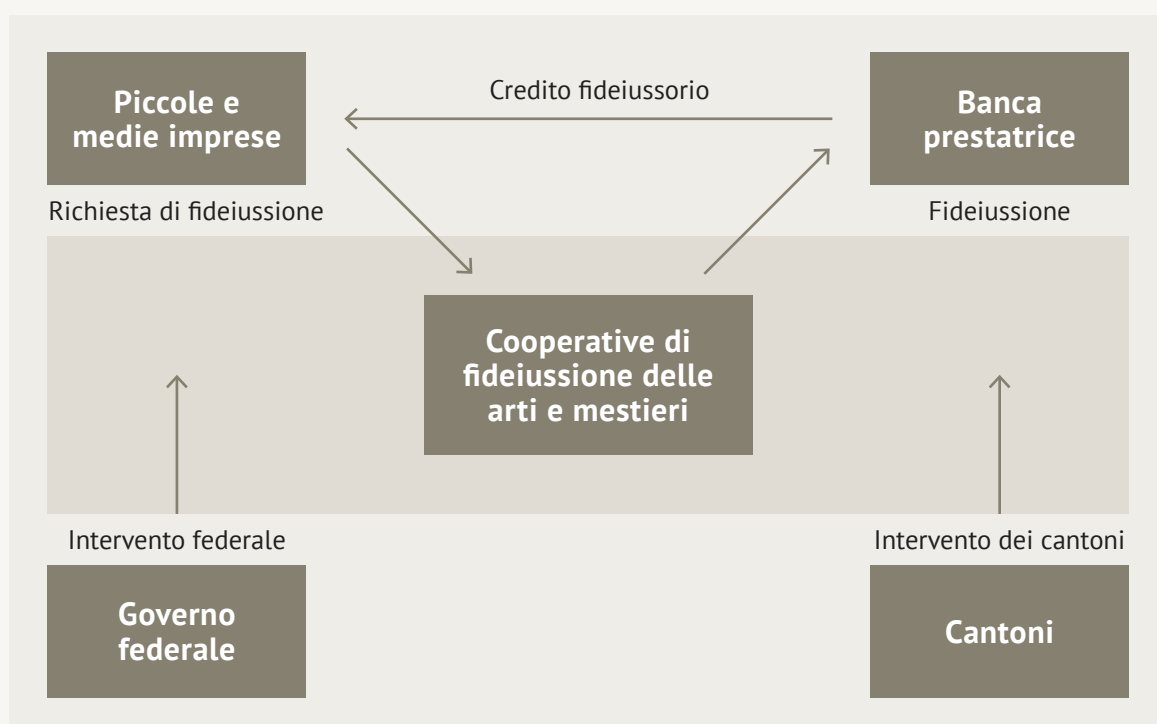 Piccole e
medie imprese
Credito fideiussorio
Banca
prestatrice
Richiesta di fideiussione
Fideiussione
Cooperative di
fideiussione delle
arti e mestieri
Intervento federale
Intervento dei cantoni
Governo
federale
Cantoni